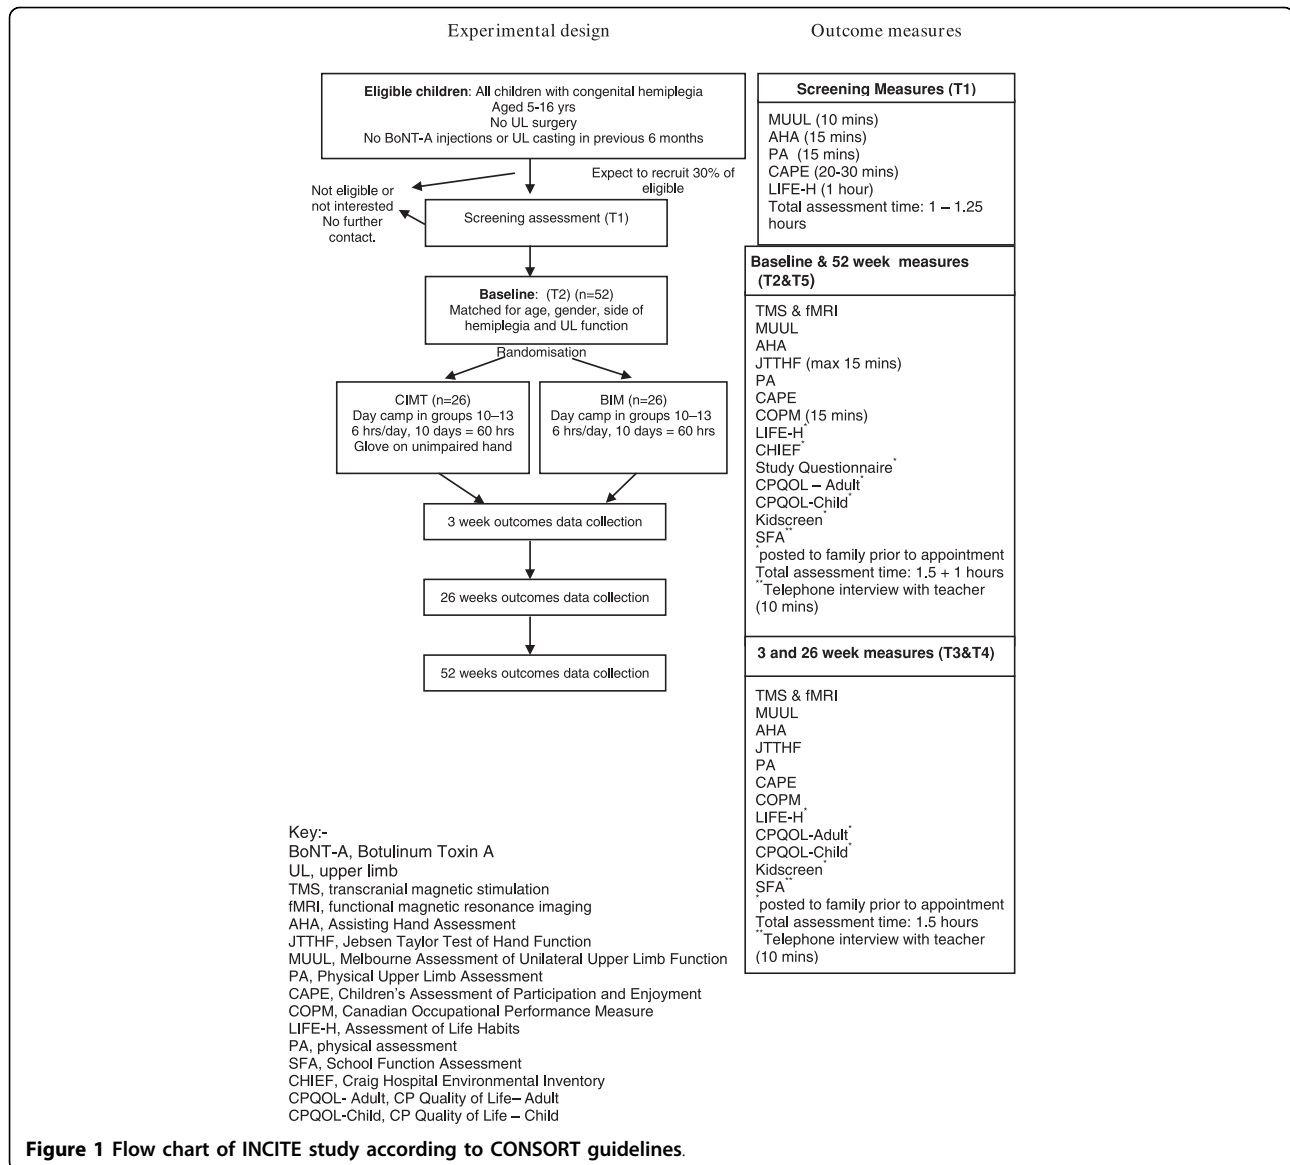 Experimental design
Outcome measures
Eligible children: All children with congenital hemiplegia
Aged 5-16 yrs
No UL surgery
No BoNT-A injections or UL casting in previous 6 months
Expect to recruit 30% of
eligible
Not eligible or
not interested
No further
contact.
Screening assessment (T1)
Baseline: (T2) (n=52)
Matched for age, gender, side of
hemiplegia and UL function
Randomisation
CIMT (n=26)
Day camp in groups 10–13
6 hrs/day, 10 days = 60 hrs
Glove on unimpaired hand
BIM (n=26)
Day camp in groups 10–13
6 hrs/day, 10 days = 60 hrs
3 week outcomes data collection
26 weeks outcomes data collection
52 weeks outcomes data collection
Screening Measures (T1)
MUUL (10 mins)
AHA (15 mins)
PA (15 mins)
CAPE (20-30 mins)
LIFE-H (1 hour)
Total assessment time: 1 – 1.25
hours
Baseline & 52 week measures
(T2&T5)
TMS & fMRI
MUUL
AHA
JTTHF (max 15 mins)
PA
CAPE
COPM (15 mins)
LIFE-H*
CHIEF*
Study Questionnaire*
CPQOL – Adult*
CPQOL-Child*
Kidscreen*
SFA**
*posted to family prior to appointment
Total assessment time: 1.5 + 1 hours
**Telephone interview with teacher
(10 mins)
3 and 26 week measures (T3&T4)
TMS & fMRI
MUUL
AHA
JTTHF
PA
CAPE
COPM
LIFE-H*
CPQOL-Adult*
CPQOL-Child*
Kidscreen*
SFA**
*posted to family prior to appointment
Total assessment time: 1.5 hours
**Telephone interview with teacher
(10 mins)
Key:-
BoNT-A, Botulinum Toxin A
UL, upper limb
TMS, transcranial magnetic stimulation
fMRI, functional magnetic resonance imaging
AHA, Assisting Hand Assessment
JTTHF, Jebsen Taylor Test of Hand Function
MUUL, Melbourne Assessment of Unilateral Upper Limb Function
PA, Physical Upper Limb Assessment
CAPE, Children's Assessment of Participation and Enjoyment
COPM, Canadian Occupational Performance Measure
LIFE-H, Assessment of Life Habits
PA, physical assessment
SFA, School Function Assessment
CHIEF, Craig Hospital Environmental Inventory
CPQOL- Adult, CP Quality of Life– Adult
CPQOL-Child, CP Quality of Life – Child
Figure 1 Flow chart of INCITE study according to CONSORT guidelines.